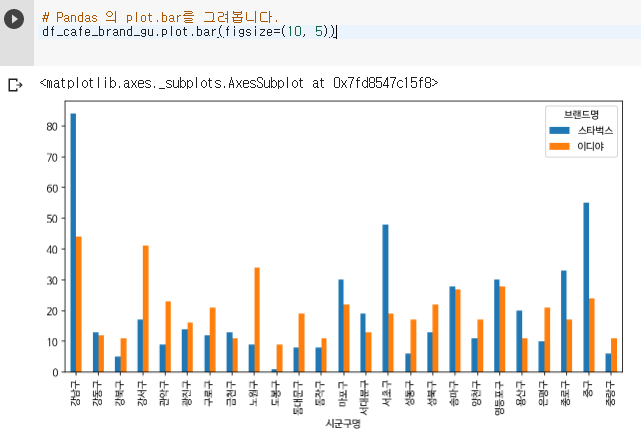 # Pandas 의 plot.bar를 그려봅니다.
df_cafe_brand_gu.plot.bar(figsize=(10, 5))
<matplotlib.axes._subplots.AxesSubplot at 0x7fd8547c15f8>
브랜드명
스타벅스
이디야
80
70
60
50
40
30
20
10
0
강남구
강동구
강북구
강서구
관악구
광진구
구로구
금천구
노원구
도봉구
동대문구
동작구
마포구
서대문구
서초구
성동구
성북구
송파구
양천구
영등포구
용산구
은평구
종로구
중구
중랑구
시군구명